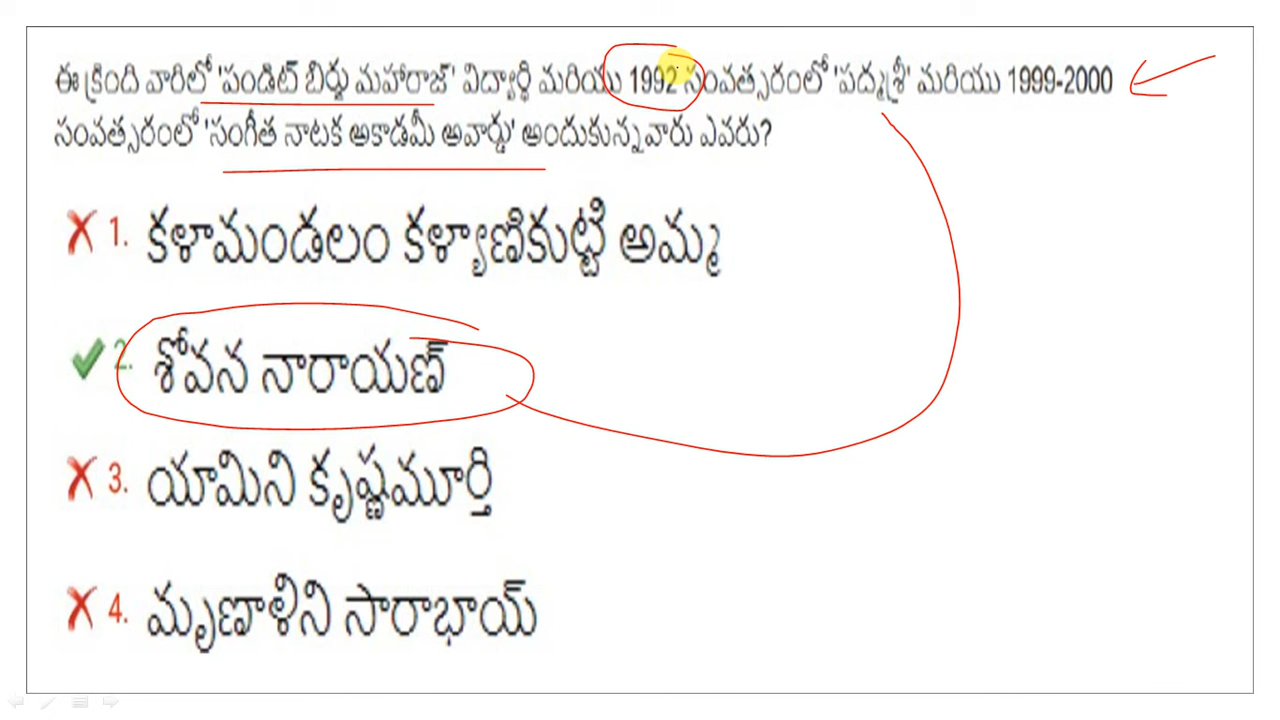 ఈ క్రింది వారిలో 'పండిట్ బిర్జు మహారాజ్' విద్యార్థి మరియు 1992 సంవత్సరంలో 'పద్మశ్రీ' మరియు 1999-2000
సంవత్సరంలో 'సంగీత నాటక అకాడమీ అవార్డు' అందుకున్నవారు ఎవరు?
1. కళామండలం కళ్యాణికుట్టి అమ్మ
2. శోవన నారాయణ్
3. యామిని కృష్ణమూర్తి
4. మృణాళిని సారాభాయ్